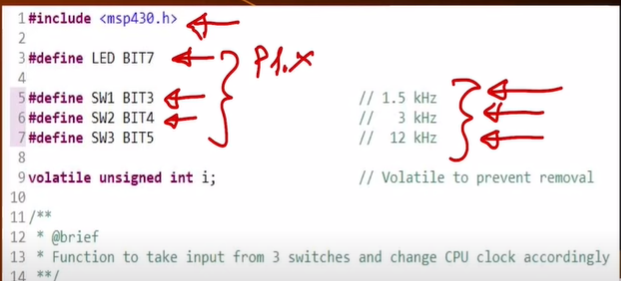 1 #include <msp430.h>
2
3 #define LED BIT7 P1.x
4
5 #define SW1 BIT3 // 1.5 kHz
6 #define SW2 BIT4 // 3 kHz
7 #define SW3 BIT5 // 12 kHz
8
9 volatile unsigned int i; // Volatile to prevent removal
10
11 /**
12 * @brief
13 * Function to take input from 3 switches and change CPU clock accordingly
14 **/